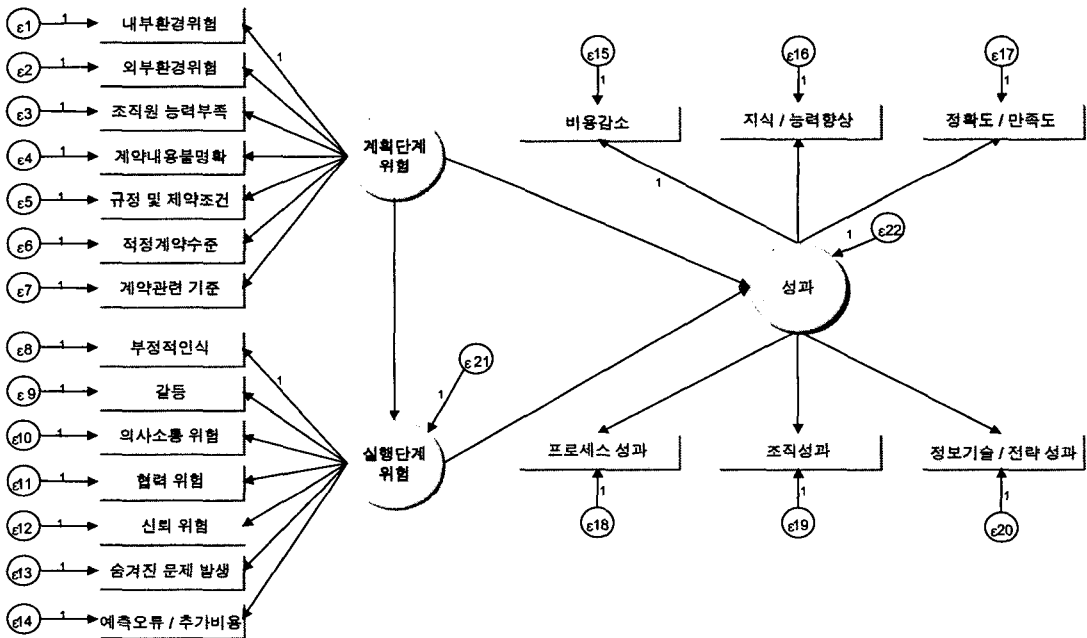 ε1 1 내부환경위험
ε2 1 외부환경위험
ε3 1 조직원 능력부족
ε4 1 계약내용불명확
ε5 1 규정 및 제약조건
ε6 1 적정계약수준
ε7 1 계약관련 기준
1
계획단계
위험
ε8 1 부정적인식
ε9 1 갈등
ε10 1 의사소통 위험
ε11 1 협력 위험
ε12 1 신뢰 위험
ε13 1 숨겨진 문제 발생
ε14 1 예측오류 / 추가비용
1
실행단계
위험
ε21
1
ε15 ε16 ε17
1 1 1
비용감소 지식 / 능력향상 정확도 / 만족도
1
1 ε22
성과
프로세스 성과 조직성과 정보기술 / 전략 성과
1 1 1
ε18 ε19 ε20